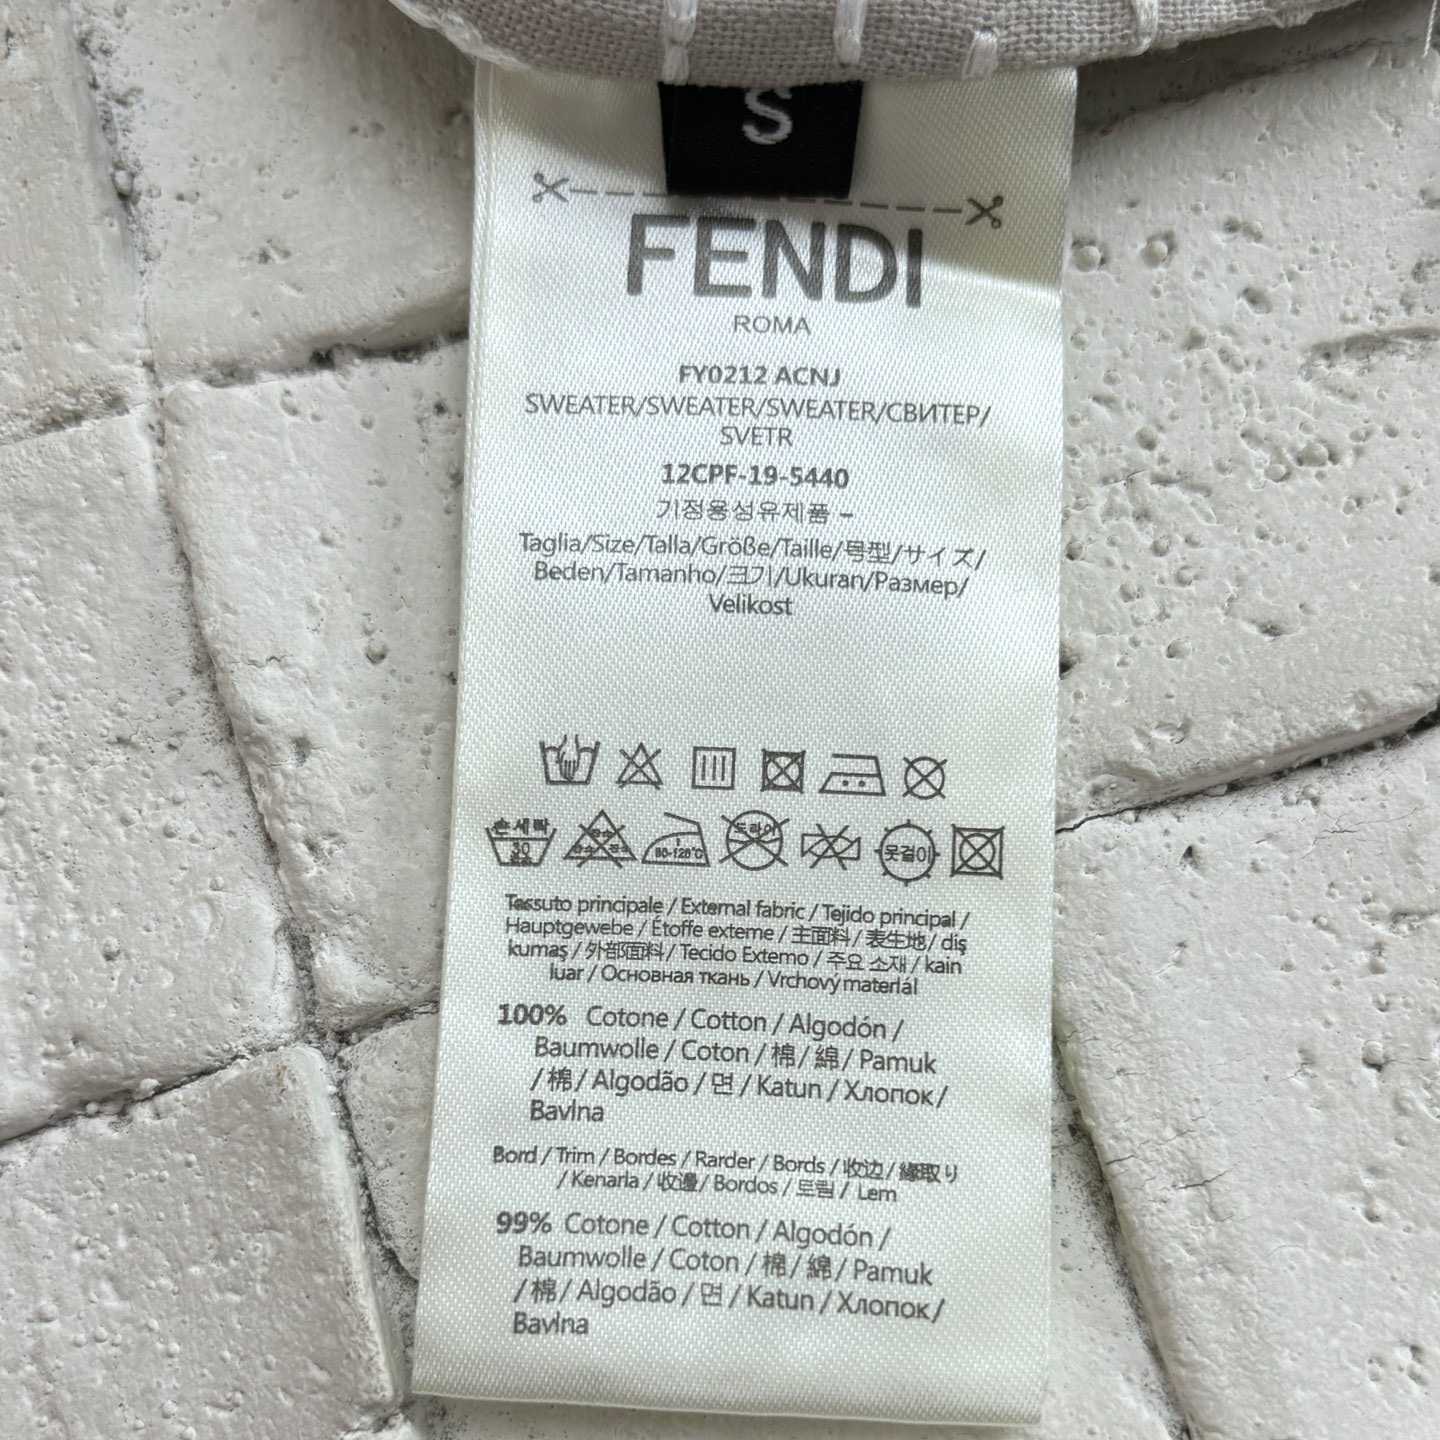 S
FENDI
ROMA
FY0212 ACNJ
SWEATER/SWEATER/SWEATER/СВИТЕР/
SVETR
12CPF-19-5440
기정용성유제품 –
Taglia/Size/Talla/Größe/Taille/号型/サイズ/
Beden/Tamanho/크기/Ukuran/Размер/
Velikost
손세탁
30
80-120°C
드라이
옷걸이
Tessuto principale / External fabric / Tejido principal /
Hauptgewebe / Étoffe exteme / 主面料 / 表生地 / diş
kumaş / 外部面料 / Tecido Extemo / 주요 소재 / kain
luar / Основная ткань / Vrchový materlál
100% Cotone / Cotton / Algodón /
Baumwolle / Coton / 棉 / 綿 / Pamuk
/ 棉 / Algodão / 면 / Katun / Хлопок /
Bavlna
Bord / Trim / Bordes / Rarder / Bords / 收边 / 縁取り
/ Kenarla / 收邊 / Bordos / 트림 / Lem
99% Cotone / Cotton / Algodón /
Baumwolle / Coton / 棉 / 綿 / Pamuk
/ 棉 / Algodão / 면 / Katun / Хлопок /
Bavlna